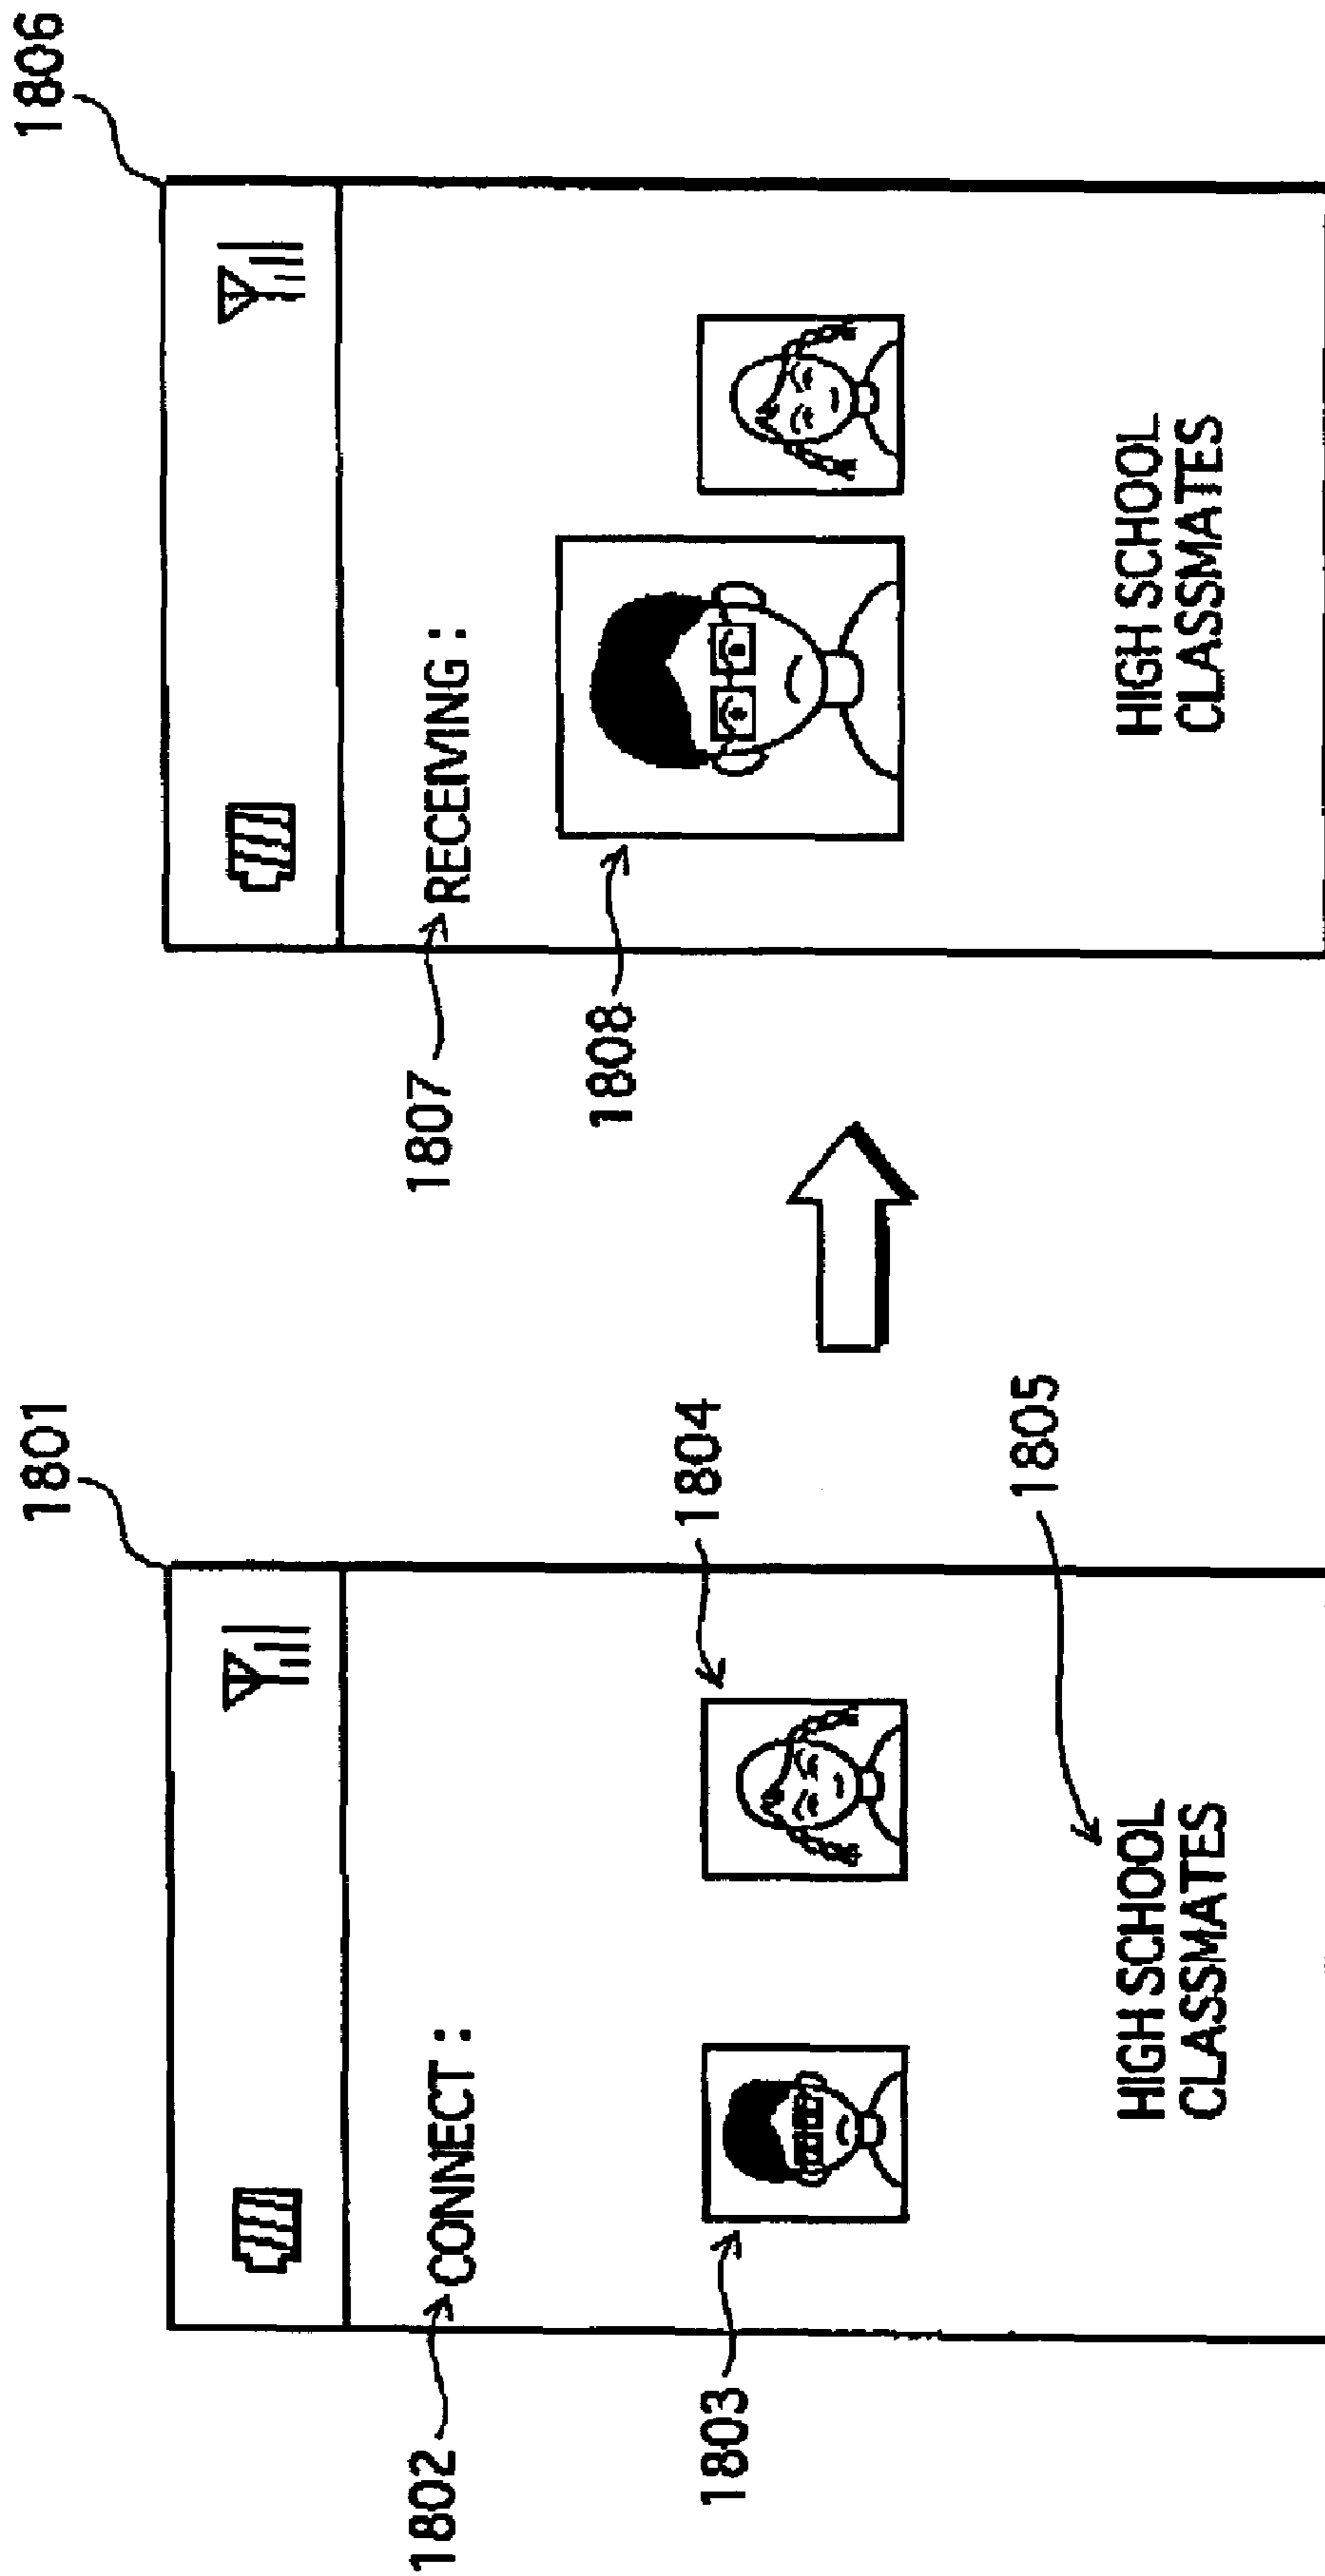 1801
1802
CONNECT :
1803
1804
1805
HIGH SCHOOL
CLASSMATES
1806
1807
RECEIVING :
1808
HIGH SCHOOL
CLASSMATES